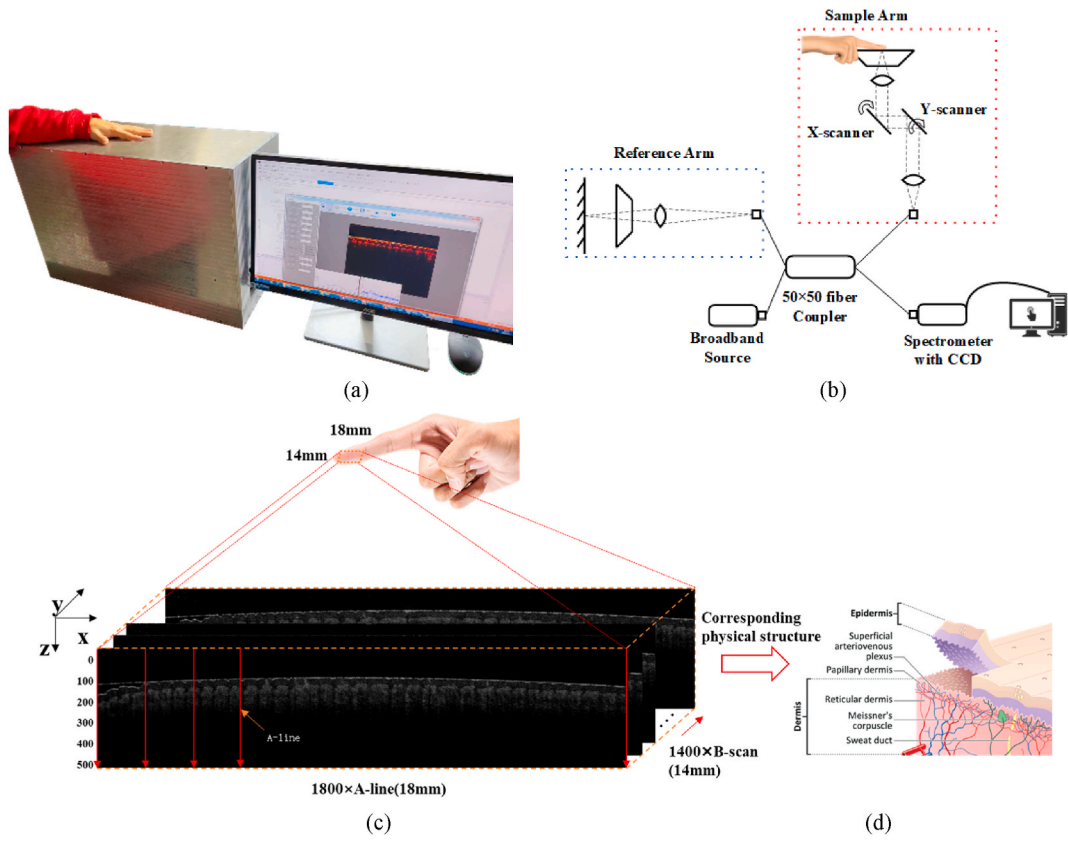 Sample Arm
X-scanner
Y-scanner
Reference Arm
50×50 fiber
Coupler
Broadband
Source
Spectrometer
with CCD
(a)
(b)
18mm
14mm
y
X
Z
0
100
200
300
400
500
A-line
1800×A-line(18mm)
1400×B-scan
(14mm)
Corresponding
physical structure
Epidermis
Superficial
arteriovenous
plexus
Papillary dermis
Reticular dermis
Meissner's
corpuscle
Sweat duct
Dermis
(c)
(d)